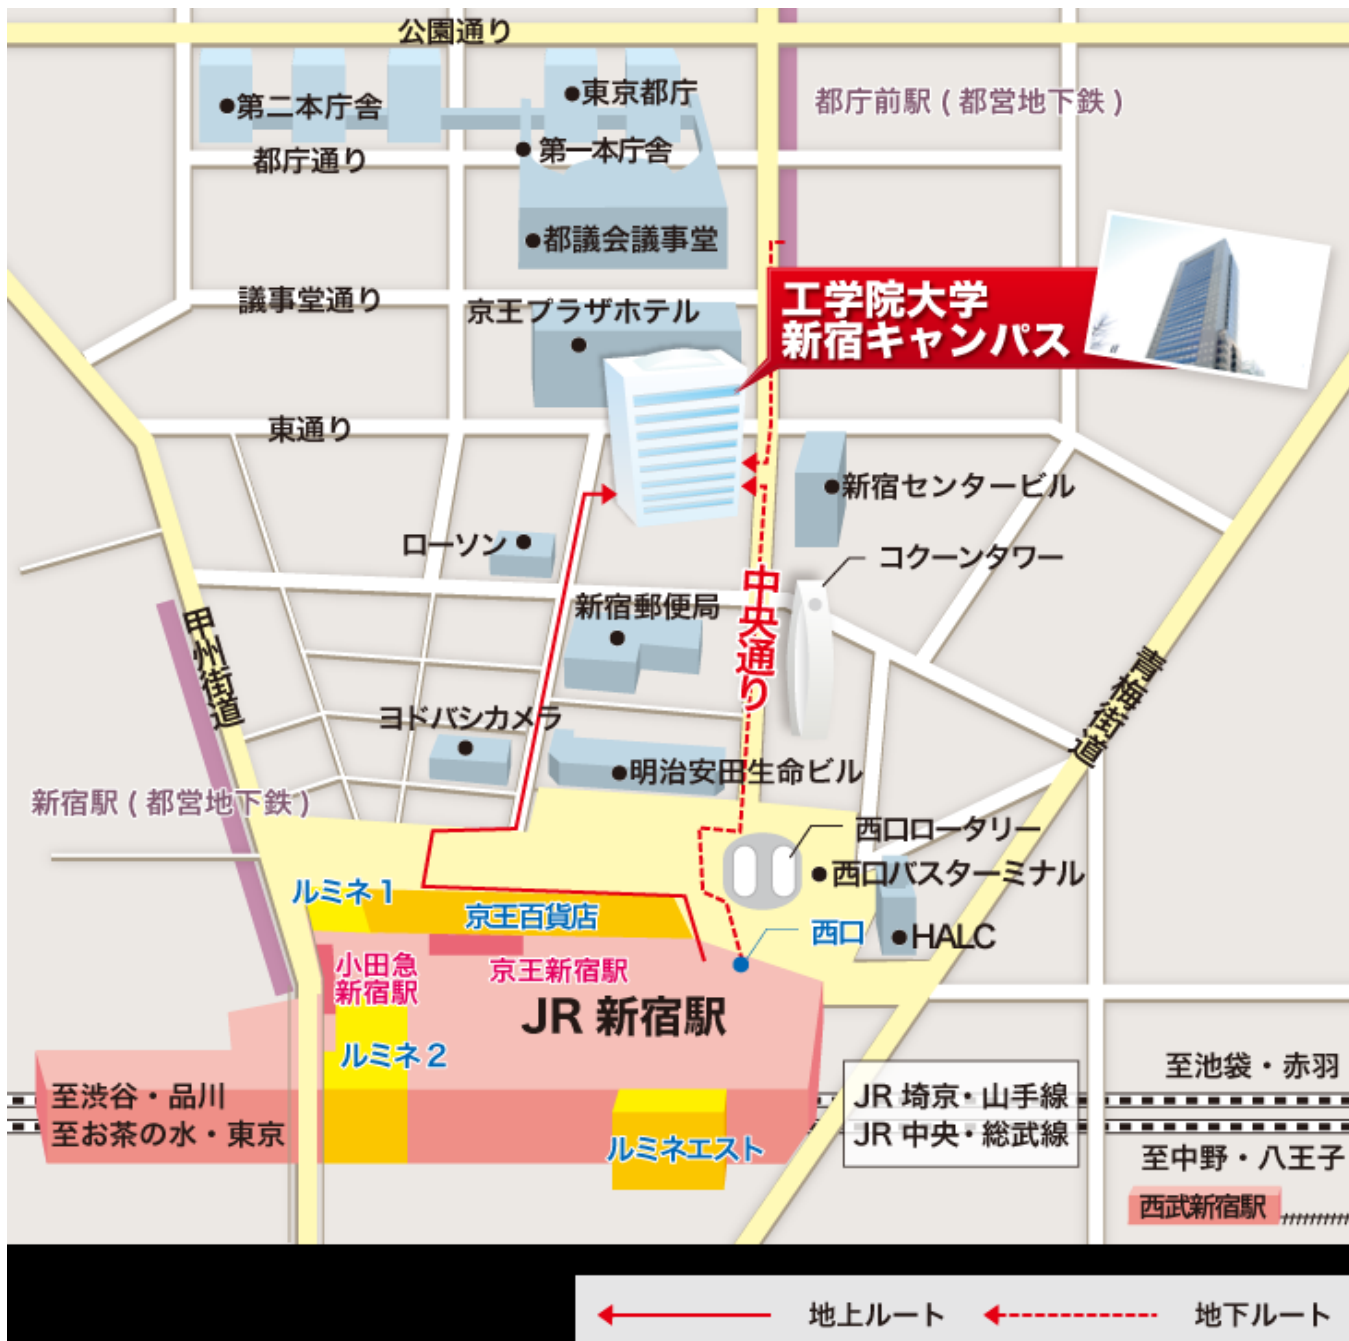 公園通り
●第二本庁舎
●東京都庁
都庁前駅（都営地下鉄）
都庁通り
●第一本庁舎
●都議会議事堂
議事堂通り
京王プラザホテル
工学院大学
新宿キャンパス
東通り
●新宿センタービル
ローソン
コクーンタワー
中央通り
新宿郵便局
甲州街道
青梅街道
ヨドバシカメラ
●明治安田生命ビル
新宿駅（都営地下鉄）
西口ロータリー
●西口バスターミナル
ルミネ1
京王百貨店
西口
●HALC
小田急
新宿駅
京王新宿駅
JR 新宿駅
ルミネ2
至池袋・赤羽
至渋谷・品川
JR 埼京・山手線
至お茶の水・東京
JR 中央・総武線
ルミネエスト
至中野・八王子
西武新宿駅
地上ルート
地下ルート